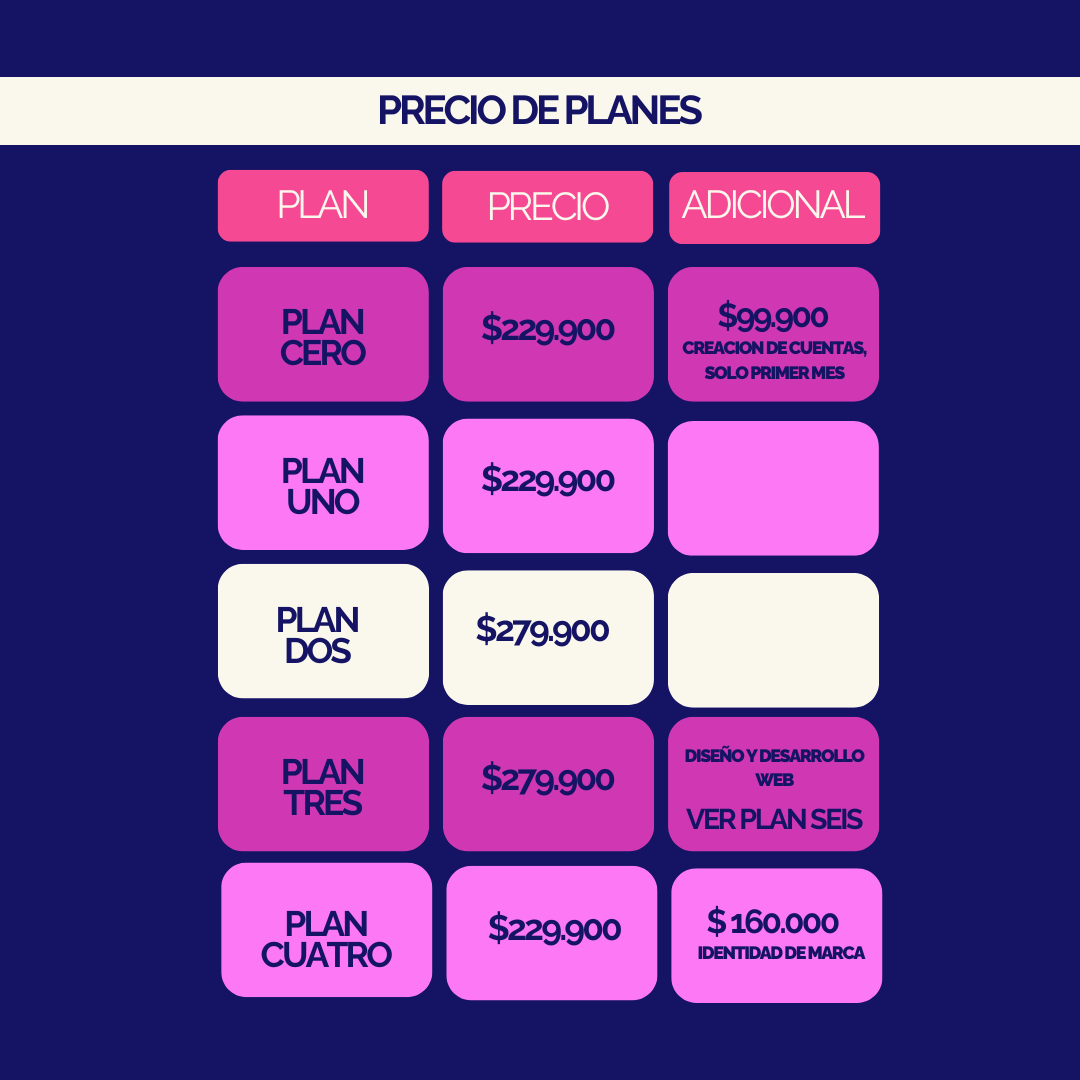 PRECIO DE PLANES
PLAN
PRECIO
ADICIONAL
PLAN
CERO
$229.900
$99.900
CREACION DE CUENTAS,
SOLO PRIMER MES
PLAN
UNO
$229.900
PLAN
DOS
$279.900
PLAN
TRES
$279.900
DISEÑO Y DESARROLLO
WEB
VER PLAN SEIS
PLAN
CUATRO
$229.900
$ 160.000
IDENTIDAD DE MARCA